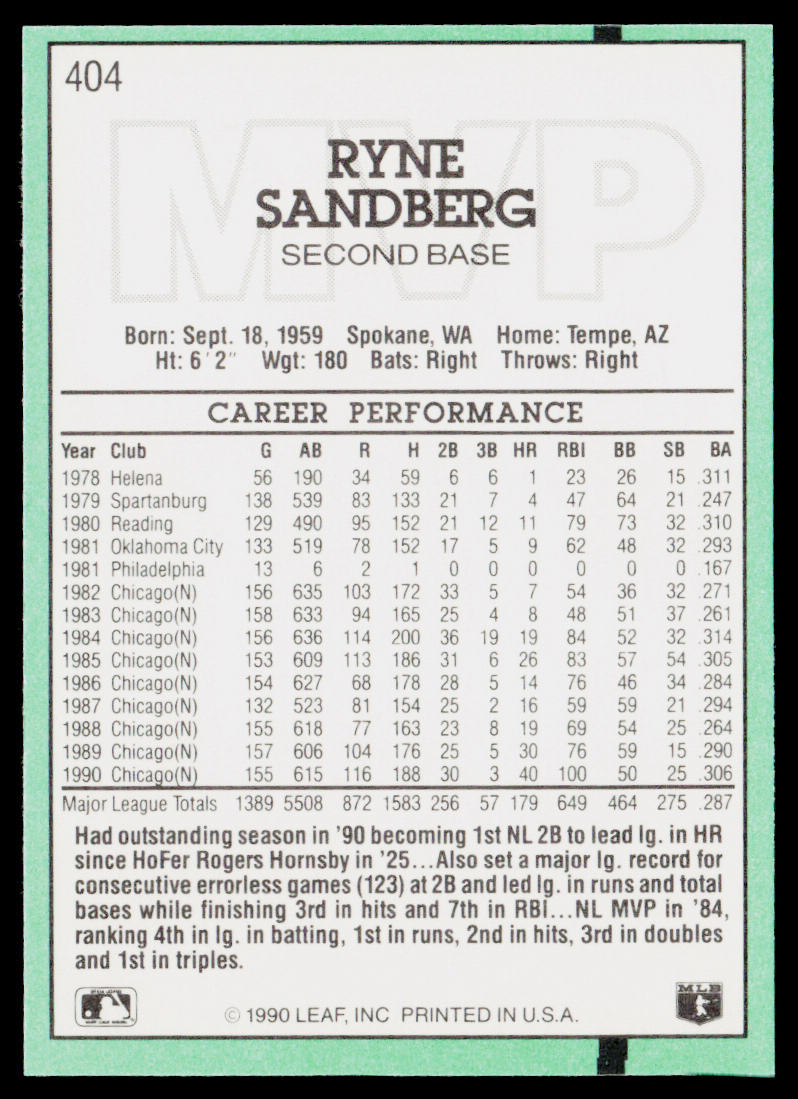 404
MVP
RYNE
SANDBERG
SECOND BASE
Born: Sept. 18, 1959 Spokane, WA Home: Tempe, AZ
Ht: 6'2" Wgt: 180 Bats: Right Throws: Right
CAREER PERFORMANCE
Year Club G AB R H 2B 3B HR RBI BB SB BA
1978 Helena 56 190 34 59 6 6 1 23 26 15 .311
1979 Spartanburg 138 539 83 133 21 7 4 47 64 21 .247
1980 Reading 129 490 95 152 21 12 11 79 73 32 .310
1981 Oklahoma City 133 519 78 152 17 5 9 62 48 32 .293
1981 Philadelphia 13 6 2 1 0 0 0 0 0 0 .167
1982 Chicago(N) 156 635 103 172 33 5 7 54 36 32 .271
1983 Chicago(N) 158 633 94 165 25 4 8 48 51 37 .261
1984 Chicago(N) 156 636 114 200 36 19 19 84 52 32 .314
1985 Chicago(N) 153 609 113 186 31 6 26 83 57 54 .305
1986 Chicago(N) 154 627 68 178 28 5 14 76 46 34 .284
1987 Chicago(N) 132 523 81 154 25 2 16 59 59 21 .294
1988 Chicago(N) 155 618 77 163 23 8 19 69 54 25 .264
1989 Chicago(N) 157 606 104 176 25 5 30 76 59 15 .290
1990 Chicago(N) 155 615 116 188 30 3 40 100 50 25 .306
Major League Totals 1389 5508 872 1583 256 57 179 649 464 275 .287
Had outstanding season in '90 becoming 1st NL 2B to lead lg. in HR
since HoFer Rogers Hornsby in '25...Also set a major lg. record for
consecutive errorless games (123) at 2B and led lg. in runs and total
bases while finishing 3rd in hits and 7th in RBI...NL MVP in '84,
ranking 4th in lg. in batting, 1st in runs, 2nd in hits, 3rd in doubles
and 1st in triples.
MLB
© 1990 LEAF, INC PRINTED IN U.S.A.